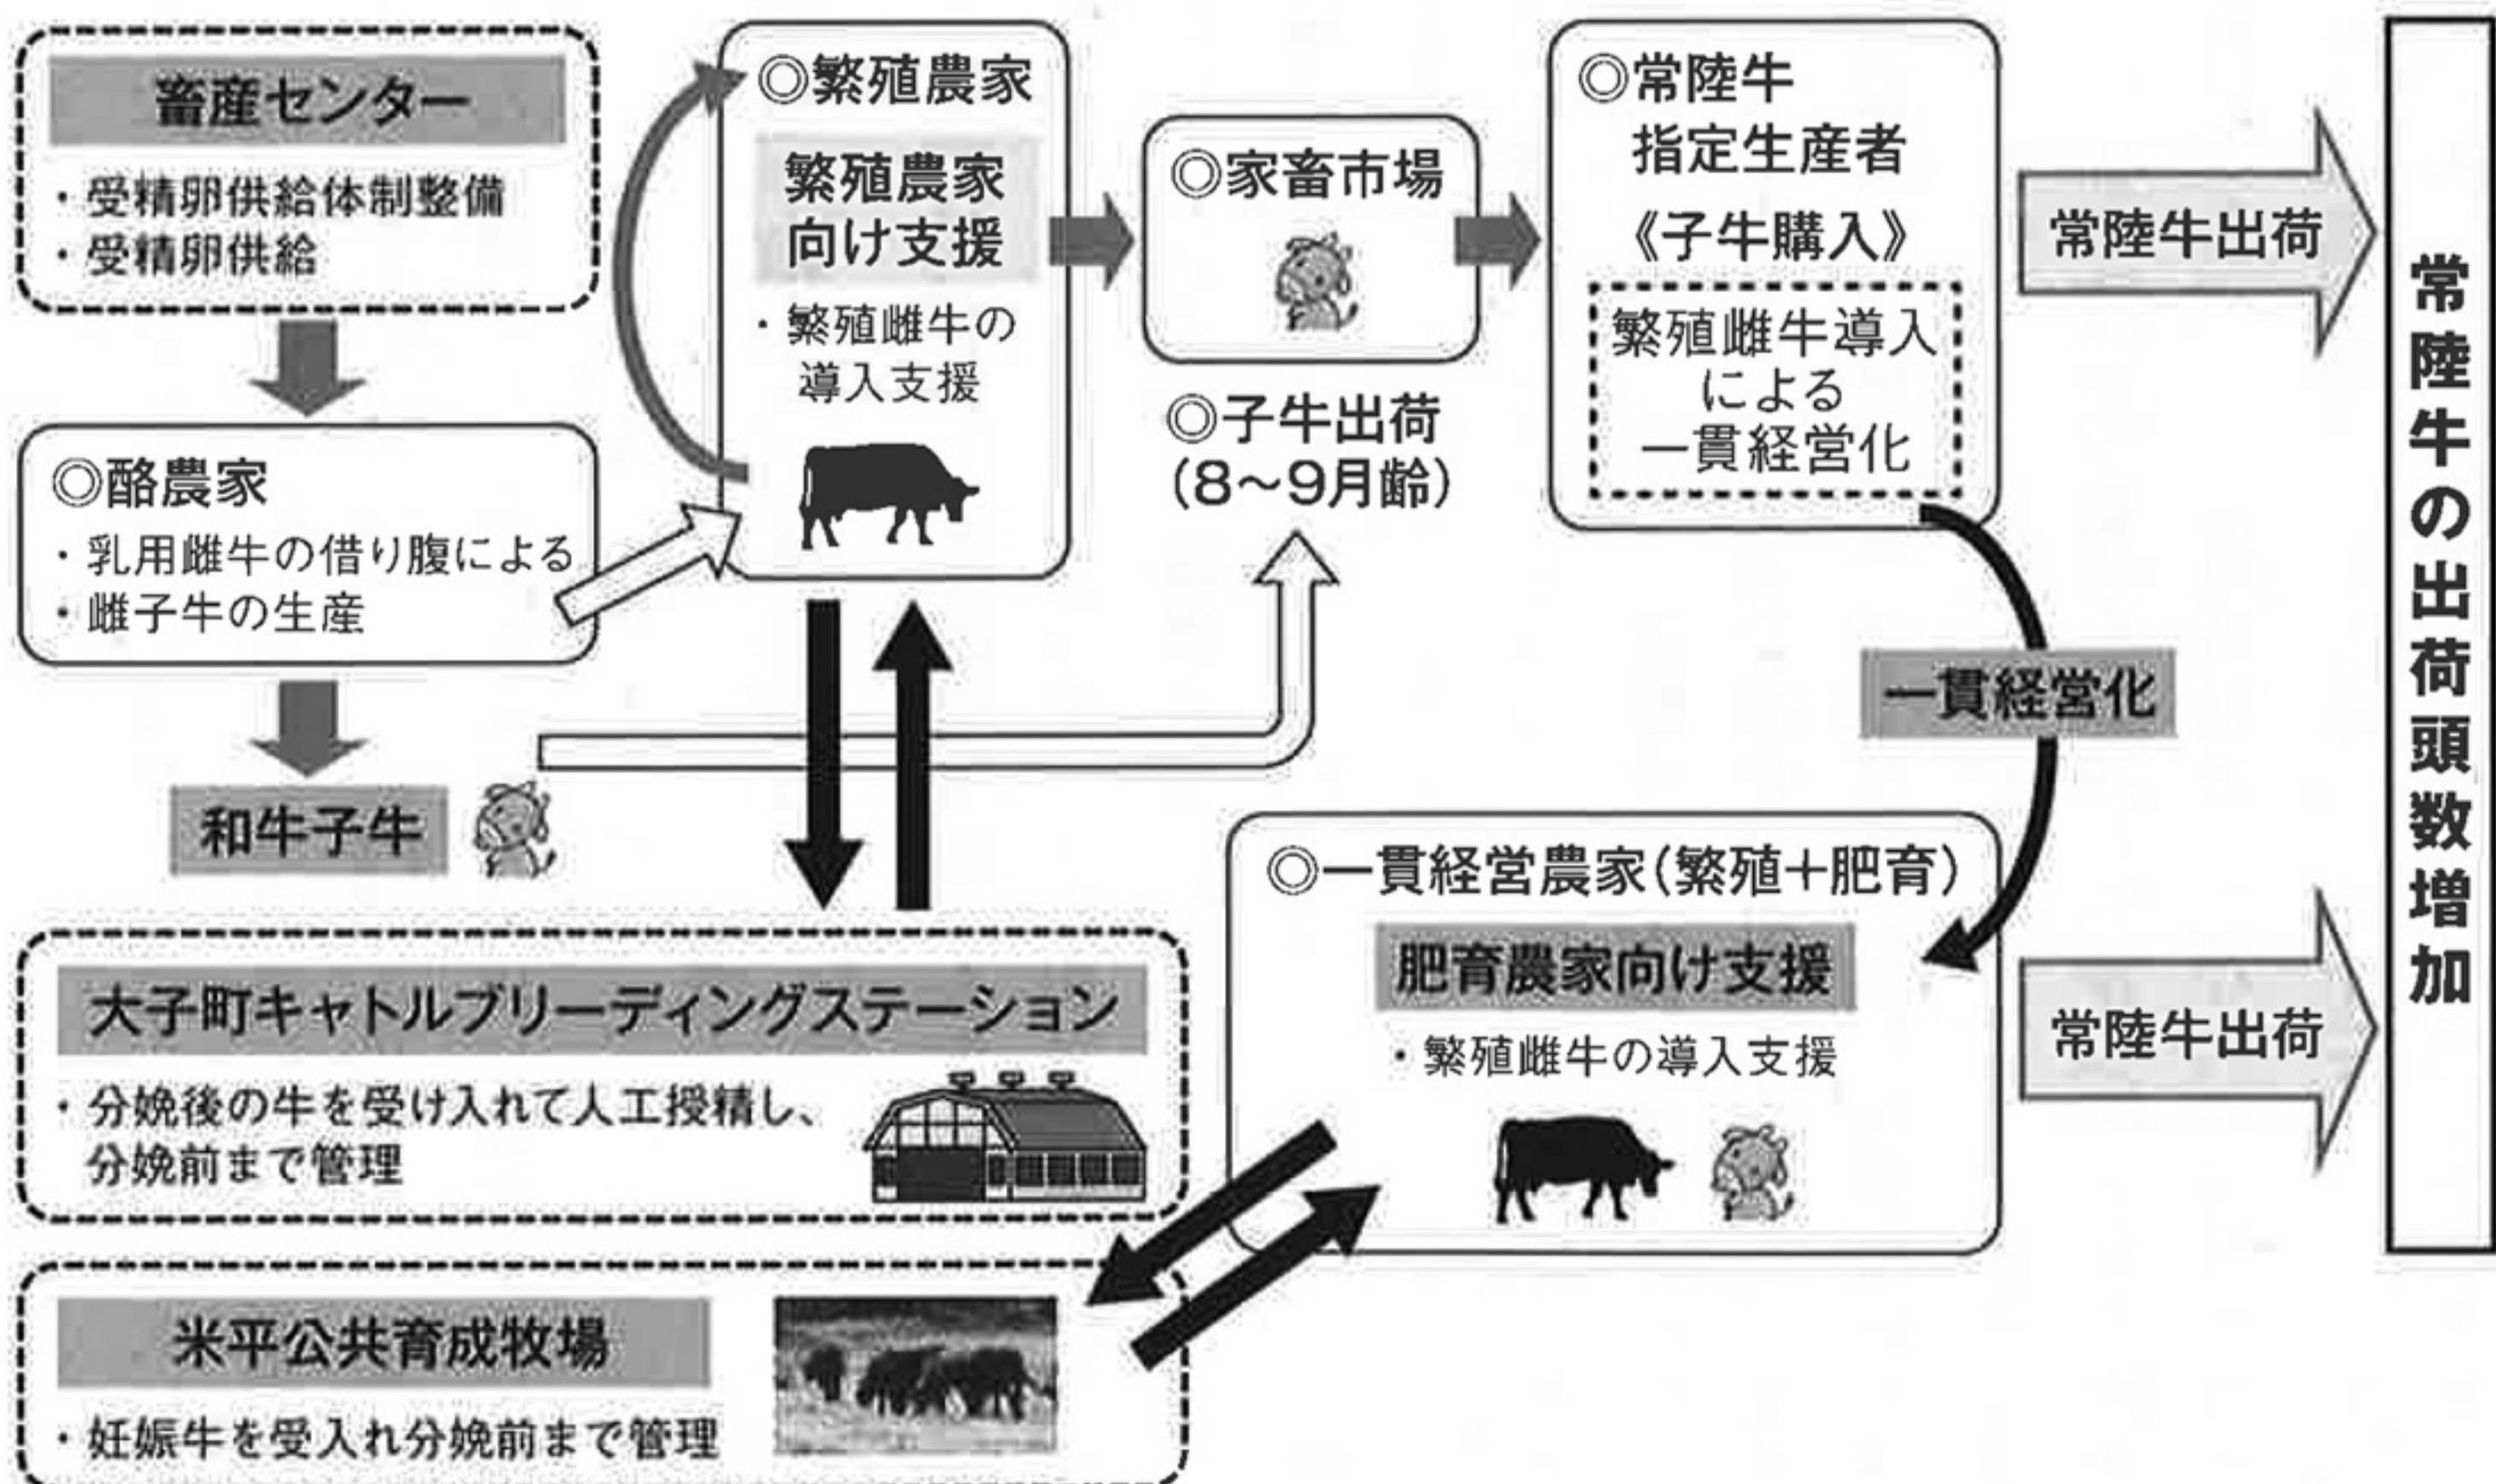 畜産センター
・受精卵供給体制整備
・受精卵供給
◎酪農家
・乳用雌牛の借り腹による
・雌子牛の生産
和牛子牛
◎繁殖農家
繁殖農家
向け支援
・繁殖雌牛の
導入支援
◎家畜市場
◎子牛出荷
(8〜9月齢)
◎常陸牛
指定生産者
《子牛購入》
繁殖雌牛導入
による
一貫経営化
常陸牛出荷
一貫経営化
大子町キャトルブリーディングステーション
・分娩後の牛を受け入れて人工授精し、
分娩前まで管理
米平公共育成牧場
・妊娠牛を受入れ分娩前まで管理
◎一貫経営農家(繁殖+肥育)
肥育農家向け支援
・繁殖雌牛の導入支援
常陸牛出荷
常陸牛の出荷頭数増加